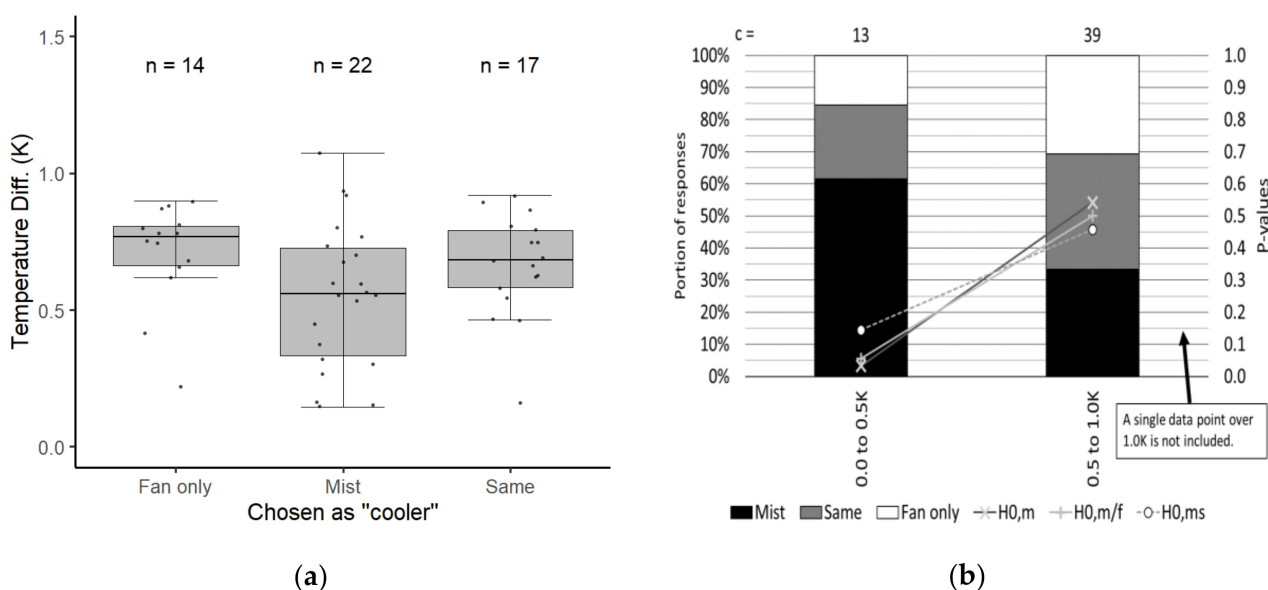 1.5
1.0
0.5
0.0
Temperature Diff. (K)
n = 14
n = 22
n = 17
Fan only
Mist
Same
Chosen as "cooler"
(a)
c =
13
39
100%
90%
80%
70%
60%
50%
40%
30%
20%
10%
0%
Portion of responses
1.0
0.9
0.8
0.7
0.6
0.5
0.4
0.3
0.2
0.1
0.0
P-values
0.0 to 0.5K
0.5 to 1.0K
A single data point over
1.0K is not included.
Mist
Same
Fan only
H0,m
H0,m/f
H0,ms
(b)